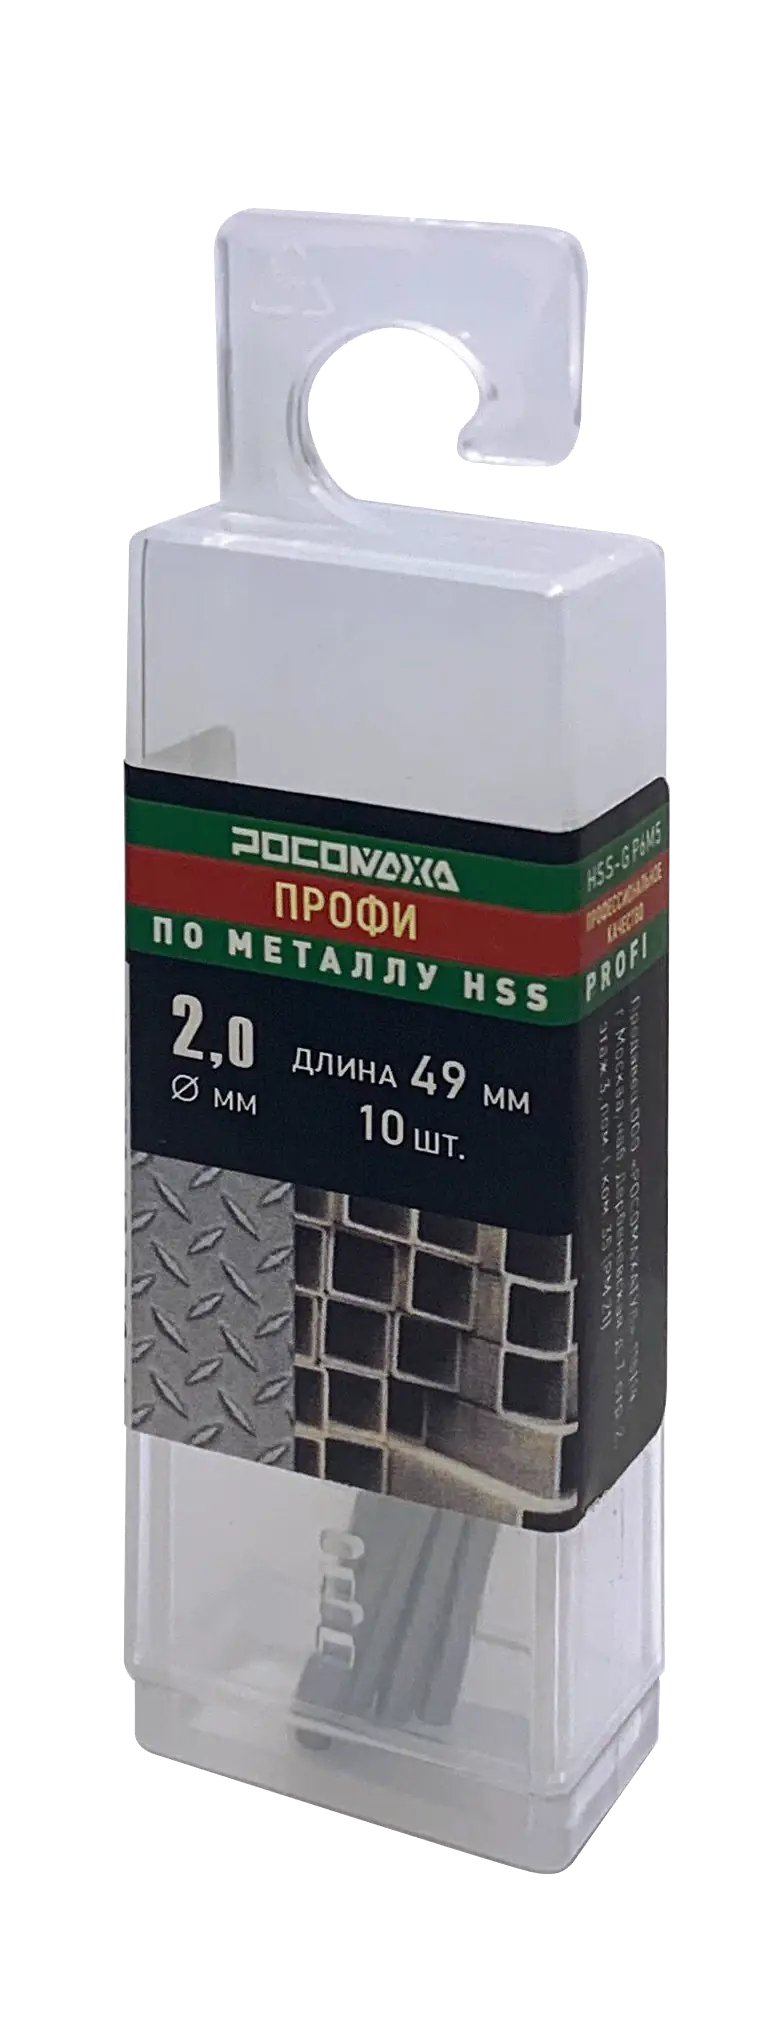 РОСОМАХА
ПРОФИ
ПО МЕТАЛЛУ HSS
2,0
Ø мм
ДЛИНА 49 мм
10 шт.
HSS-G Р6М5
ПРОФЕССИОНАЛЬНОЕ
КАЧЕСТВО
PROFI